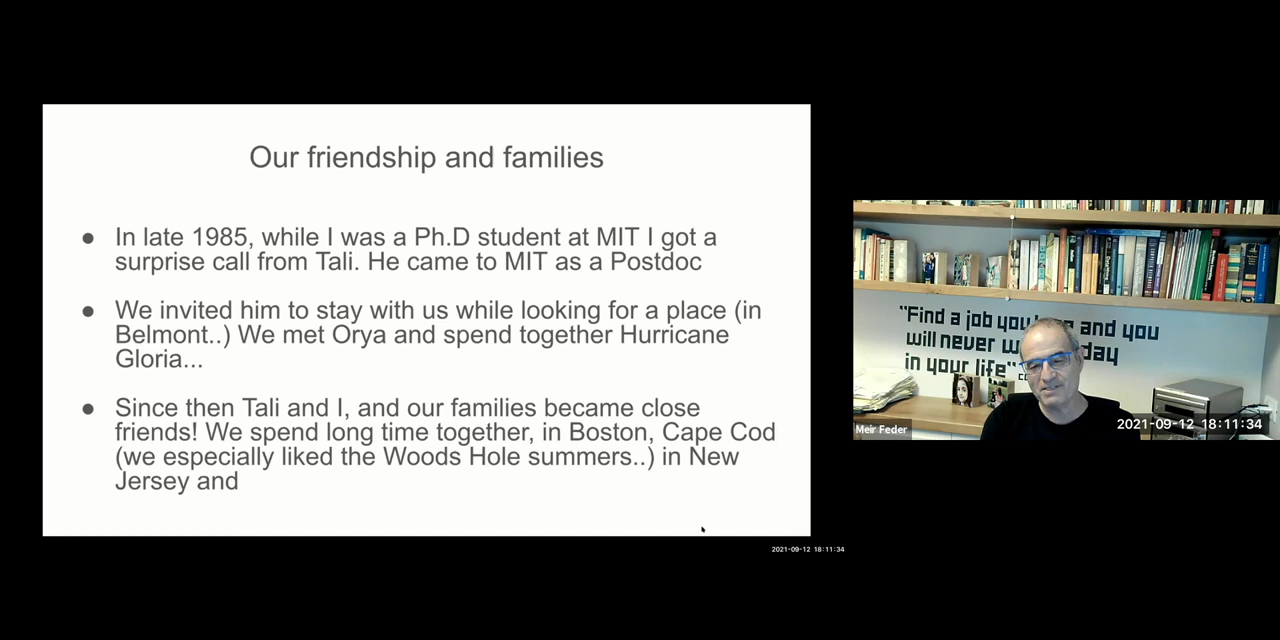 Our friendship and families
● In late 1985, while I was a Ph.D student at MIT I got a
surprise call from Tali. He came to MIT as a Postdoc
● We invited him to stay with us while looking for a place (in
Belmont..) We met Orya and spend together Hurricane
Gloria...
● Since then Tali and I, and our families became close
friends! We spend long time together, in Boston, Cape Cod
(we especially liked the Woods Hole summers..) in New
Jersey and
2021-09-12 18:11:34
"Find a job you and you
will never day
in your life"
Meir Feder
2021-09-12 18:11:34